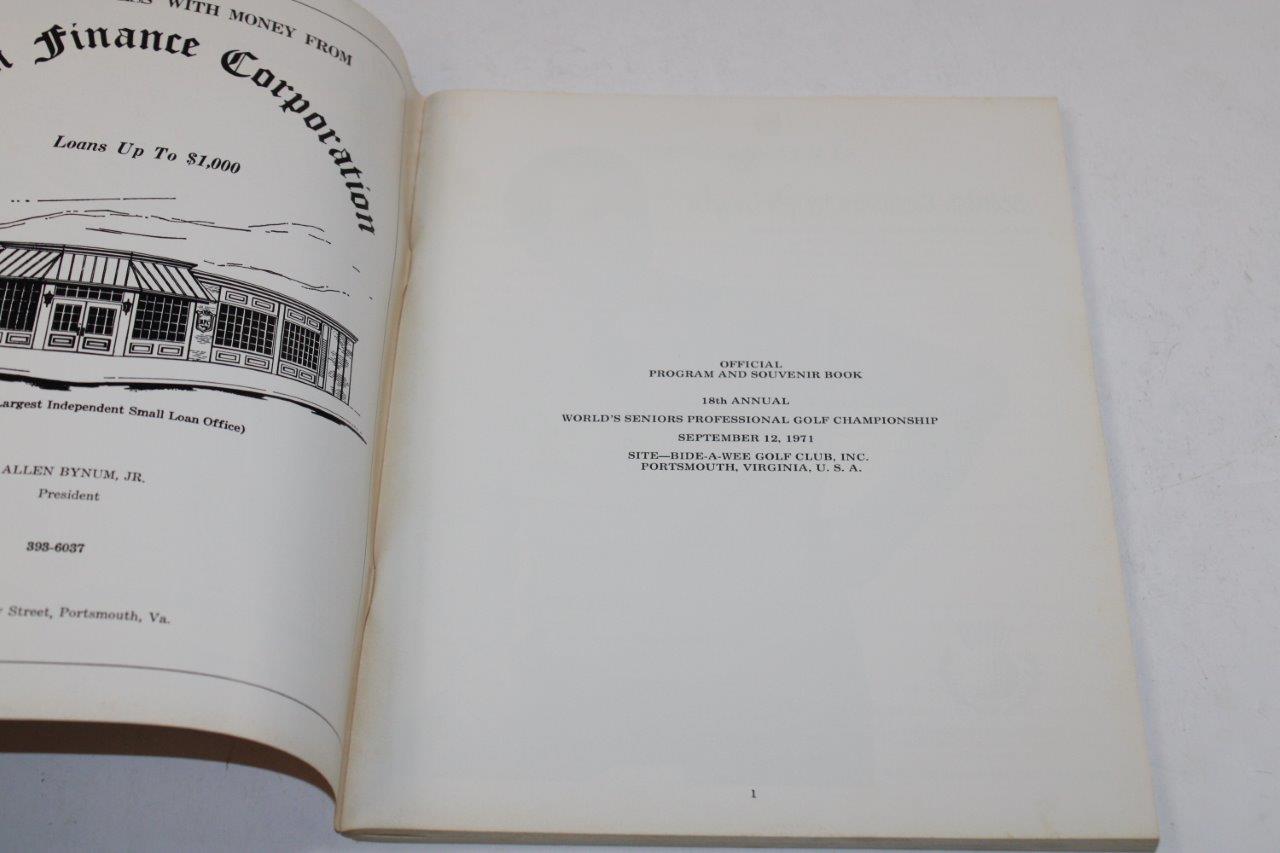 WITH MONEY FROM
Finance Corporation
Loans Up To $1,000
Largest Independent Small Loan Office)
ALLEN BYNUM, JR.
President
393-6037
Street, Portsmouth, Va.
OFFICIAL
PROGRAM AND SOUVENIR BOOK
18th ANNUAL
WORLD'S SENIORS PROFESSIONAL GOLF CHAMPIONSHIP
SEPTEMBER 12, 1971
SITE—BIDE-A-WEE GOLF CLUB, INC.
PORTSMOUTH, VIRGINIA, U. S. A.
1